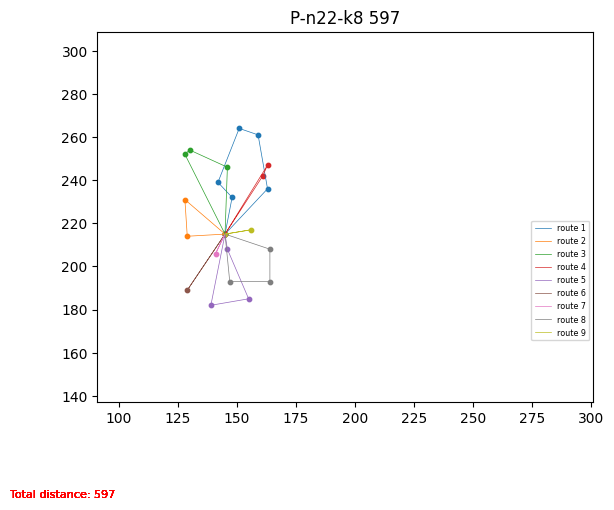 P-n22-k8 597
300
280
260
240
220
200
180
160
140
100 125 150 175 200 225 250 275 300
route 1
route 2
route 3
route 4
route 5
route 6
route 7
route 8
route 9
Total distance: 597